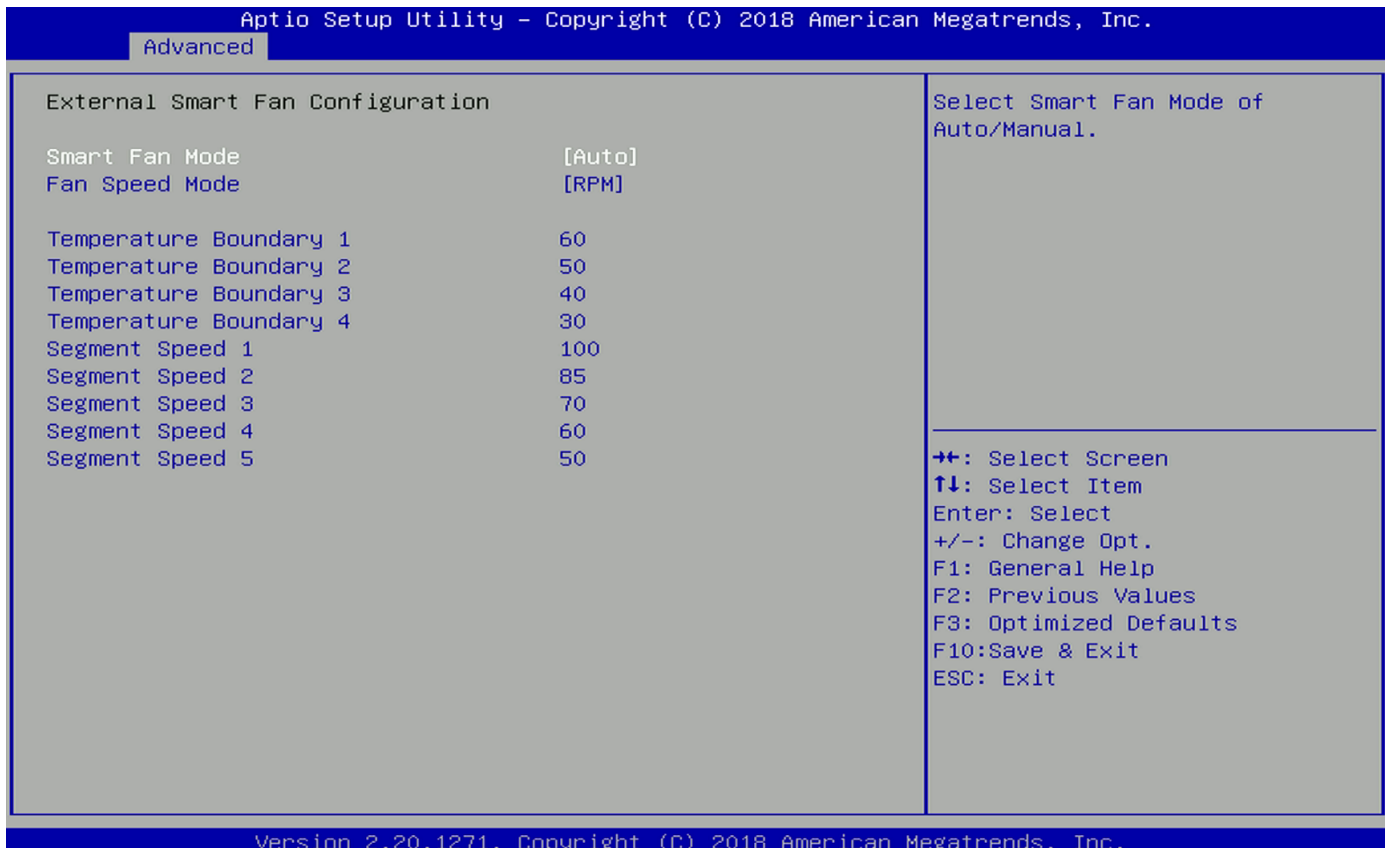 Aptio Setup Utility – Copyright (C) 2018 American Megatrends, Inc.
Advanced
External Smart Fan Configuration
Smart Fan Mode [Auto]
Fan Speed Mode [RPM]
Temperature Boundary 1 60
Temperature Boundary 2 50
Temperature Boundary 3 40
Temperature Boundary 4 30
Segment Speed 1 100
Segment Speed 2 85
Segment Speed 3 70
Segment Speed 4 60
Segment Speed 5 50
Select Smart Fan Mode of
Auto/Manual.
→←: Select Screen
↑↓: Select Item
Enter: Select
+/-: Change Opt.
F1: General Help
F2: Previous Values
F3: Optimized Defaults
F10:Save & Exit
ESC: Exit
Version 2.20.1271. Copyright (C) 2018 American Megatrends, Inc.